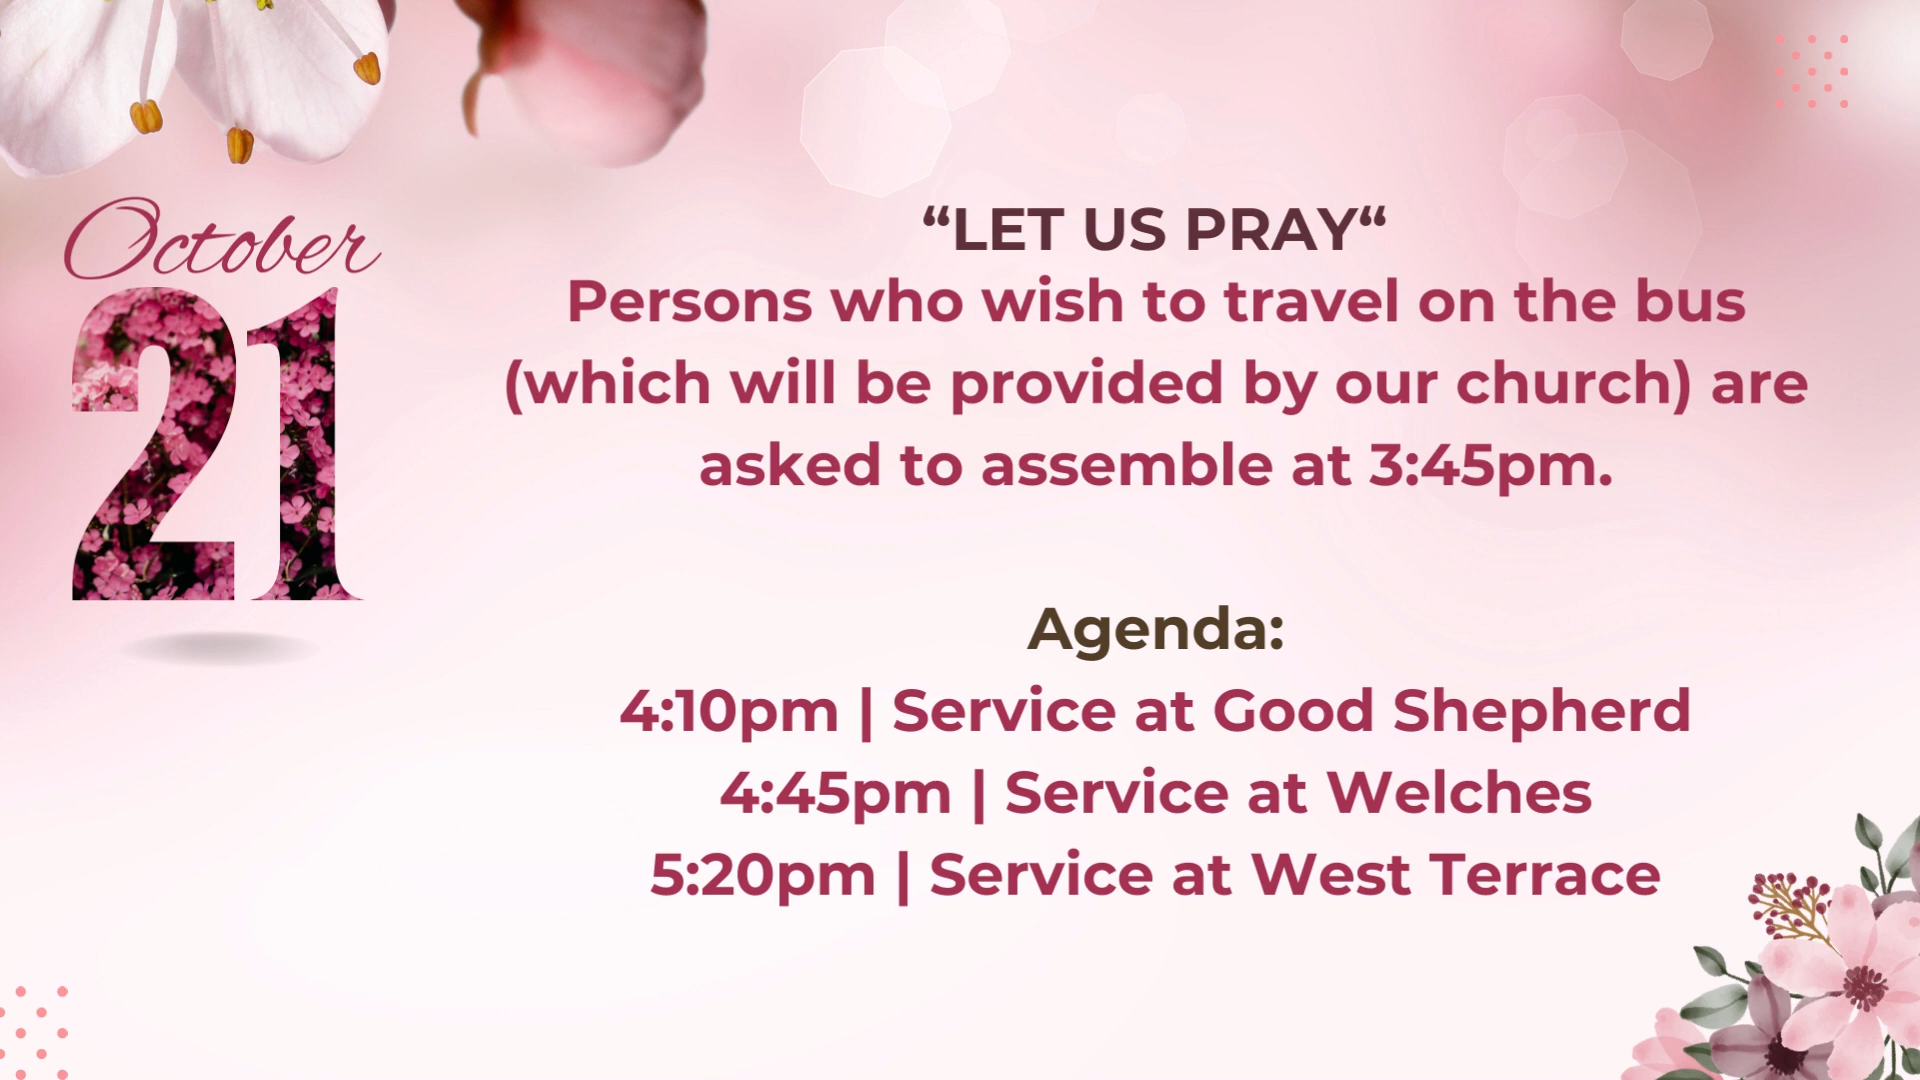 October
21
“LET US PRAY“
Persons who wish to travel on the bus
(which will be provided by our church) are
asked to assemble at 3:45pm.
Agenda:
4:10pm | Service at Good Shepherd
4:45pm | Service at Welches
5:20pm | Service at West Terrace